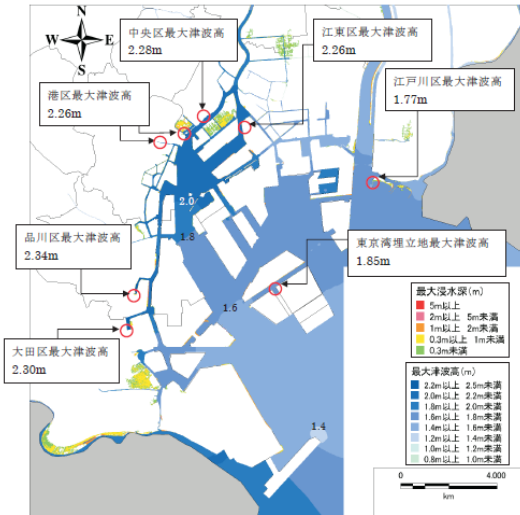 N
W
E
S
中央区最大津波高
2.28m
江東区最大津波高
2.26m
港区最大津波高
2.26m
江戸川区最大津波高
1.77m
2.0
1.8
品川区最大津波高
2.34m
東京湾埋立地最大津波高
1.85m
1.6
大田区最大津波高
2.30m
1.4
最大浸水深(m)
5m以上
2m以上 5m未満
1m以上 2m未満
0.3m以上 1m未満
0.3m未満
最大津波高(m)
2.2m以上 2.5m未満
2.0m以上 2.2m未満
1.8m以上 2.0m未満
1.6m以上 1.8m未満
1.4m以上 1.6m未満
1.2m以上 1.4m未満
1.0m以上 1.2m未満
0.8m以上 1.0m未満
0 4,000
km